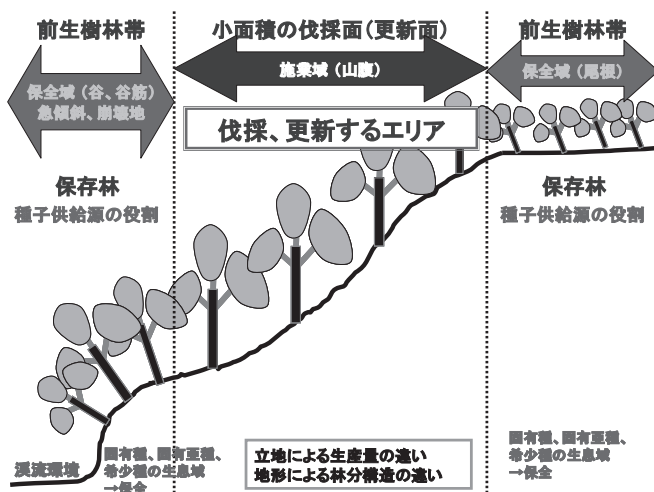 前生樹林帯
小面積の伐採面（更新面）
前生樹林帯
保全域（谷、谷筋）
急傾斜、崩壊地
施業域（山腹）
保全域（尾根）
伐採、更新するエリア
保存林
種子供給源の役割
保存林
種子供給源の役割
渓流環境
固有種、固有亜種、
希少種の生息域
→保全
立地による生産量の違い
地形による林分構造の違い
固有種、固有亜種、
希少種の生息域
→保全